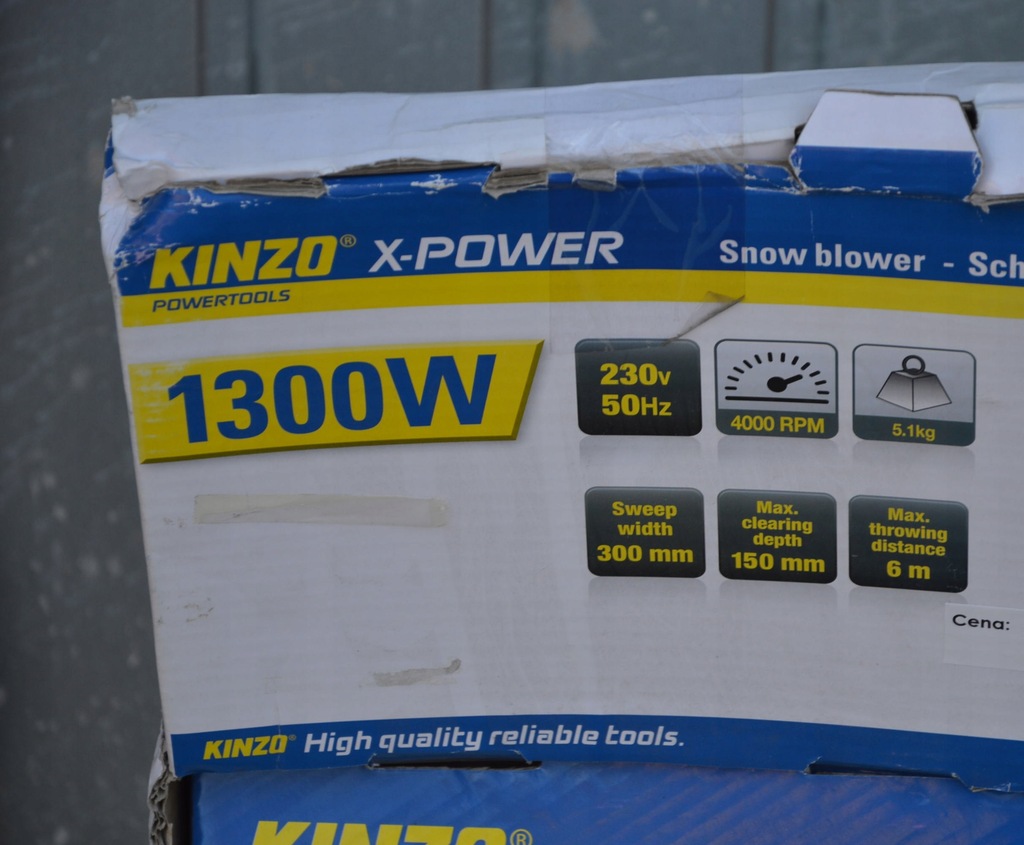 KINZO® X-POWER
Snow blower - Sch
POWERTOOLS
1300W
230v
50Hz
4000 RPM
5.1kg
Sweep
width
300 mm
Max.
clearing
depth
150 mm
Max.
throwing
distance
6 m
Cena:
KINZO® High quality reliable tools.
KINZO®